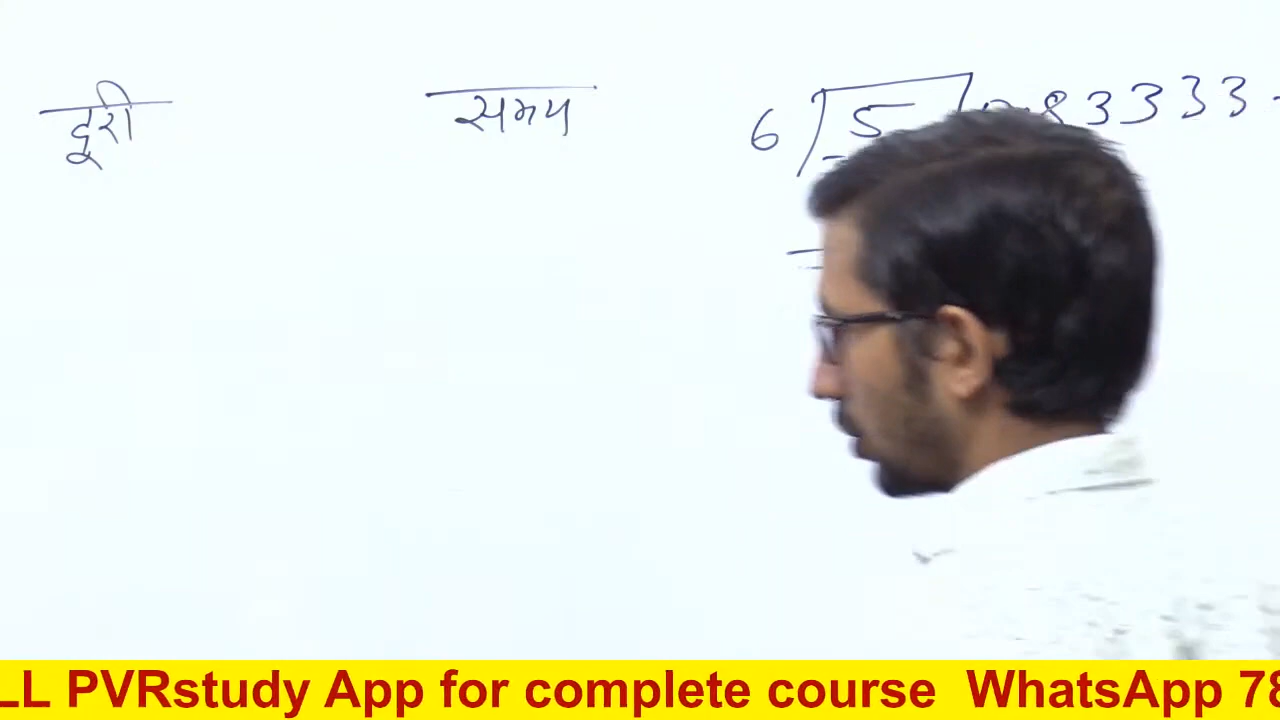 दूरी समय 6 5 83333
LL PVRstudy App for complete course WhatsApp 78